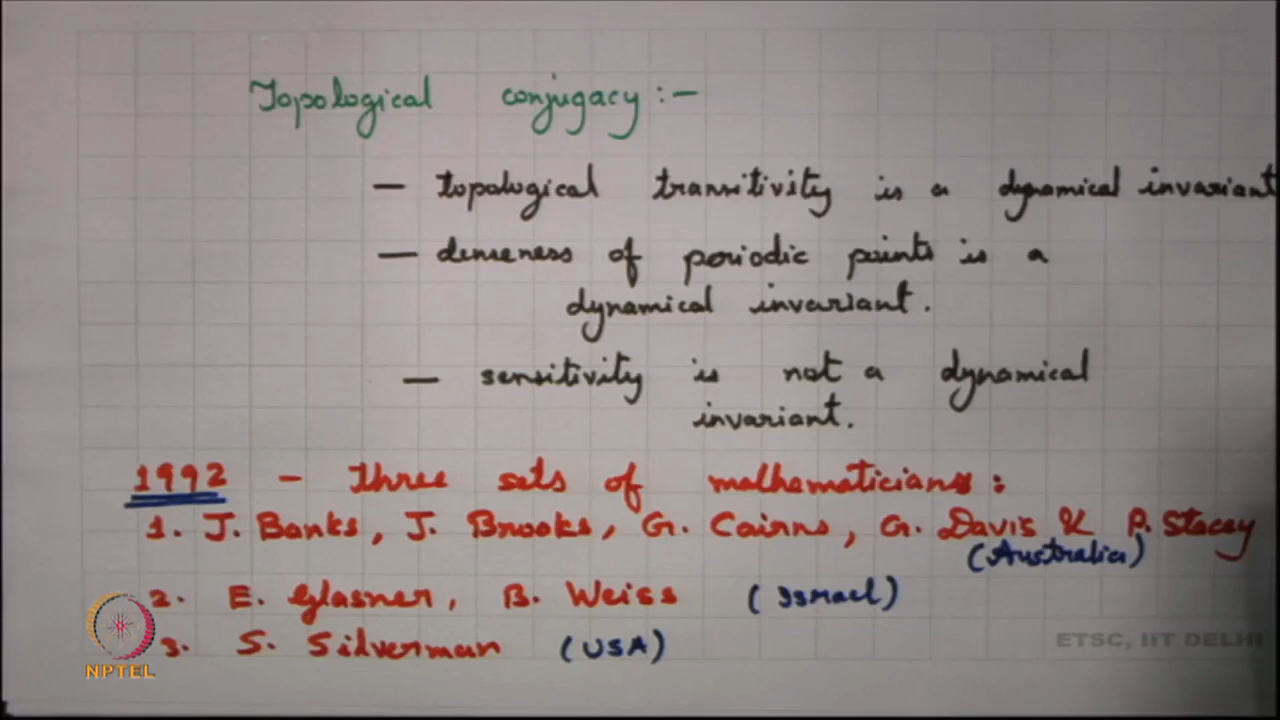 Topological conjugacy :-
— topological transitivity is a dynamical invariant
— denseness of periodic points is a
dynamical invariant.
— sensitivity is not a dynamical
invariant.
1992 - Three sets of mathematicians:
1. J. Banks, J. Brooks, G. Cairns, G. Davis & P. Stacey
(Australia)
2. E. Glasner, B. Weiss (Israel)
3. S. Silverman (USA)
NPTEL
ETSC, IIT DELHI